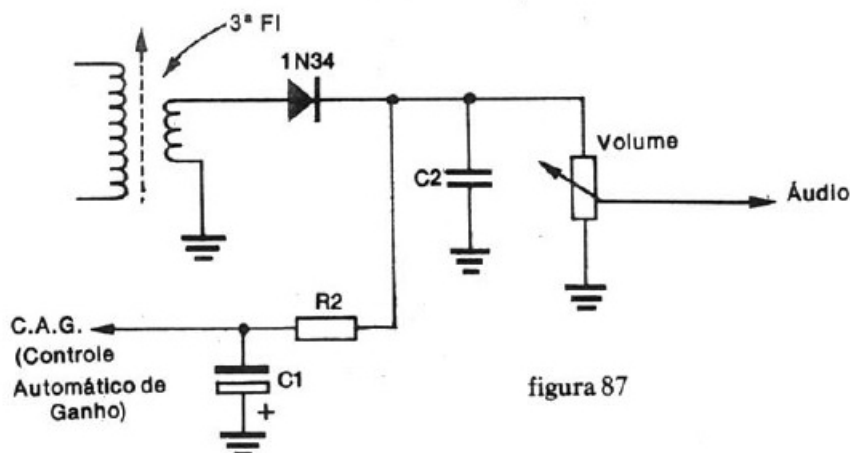 3ª FI
1N34
Volume
C2
Áudio
R2
C.A.G.
(Controle
Automático de
Ganho)
C1
+
figura 87